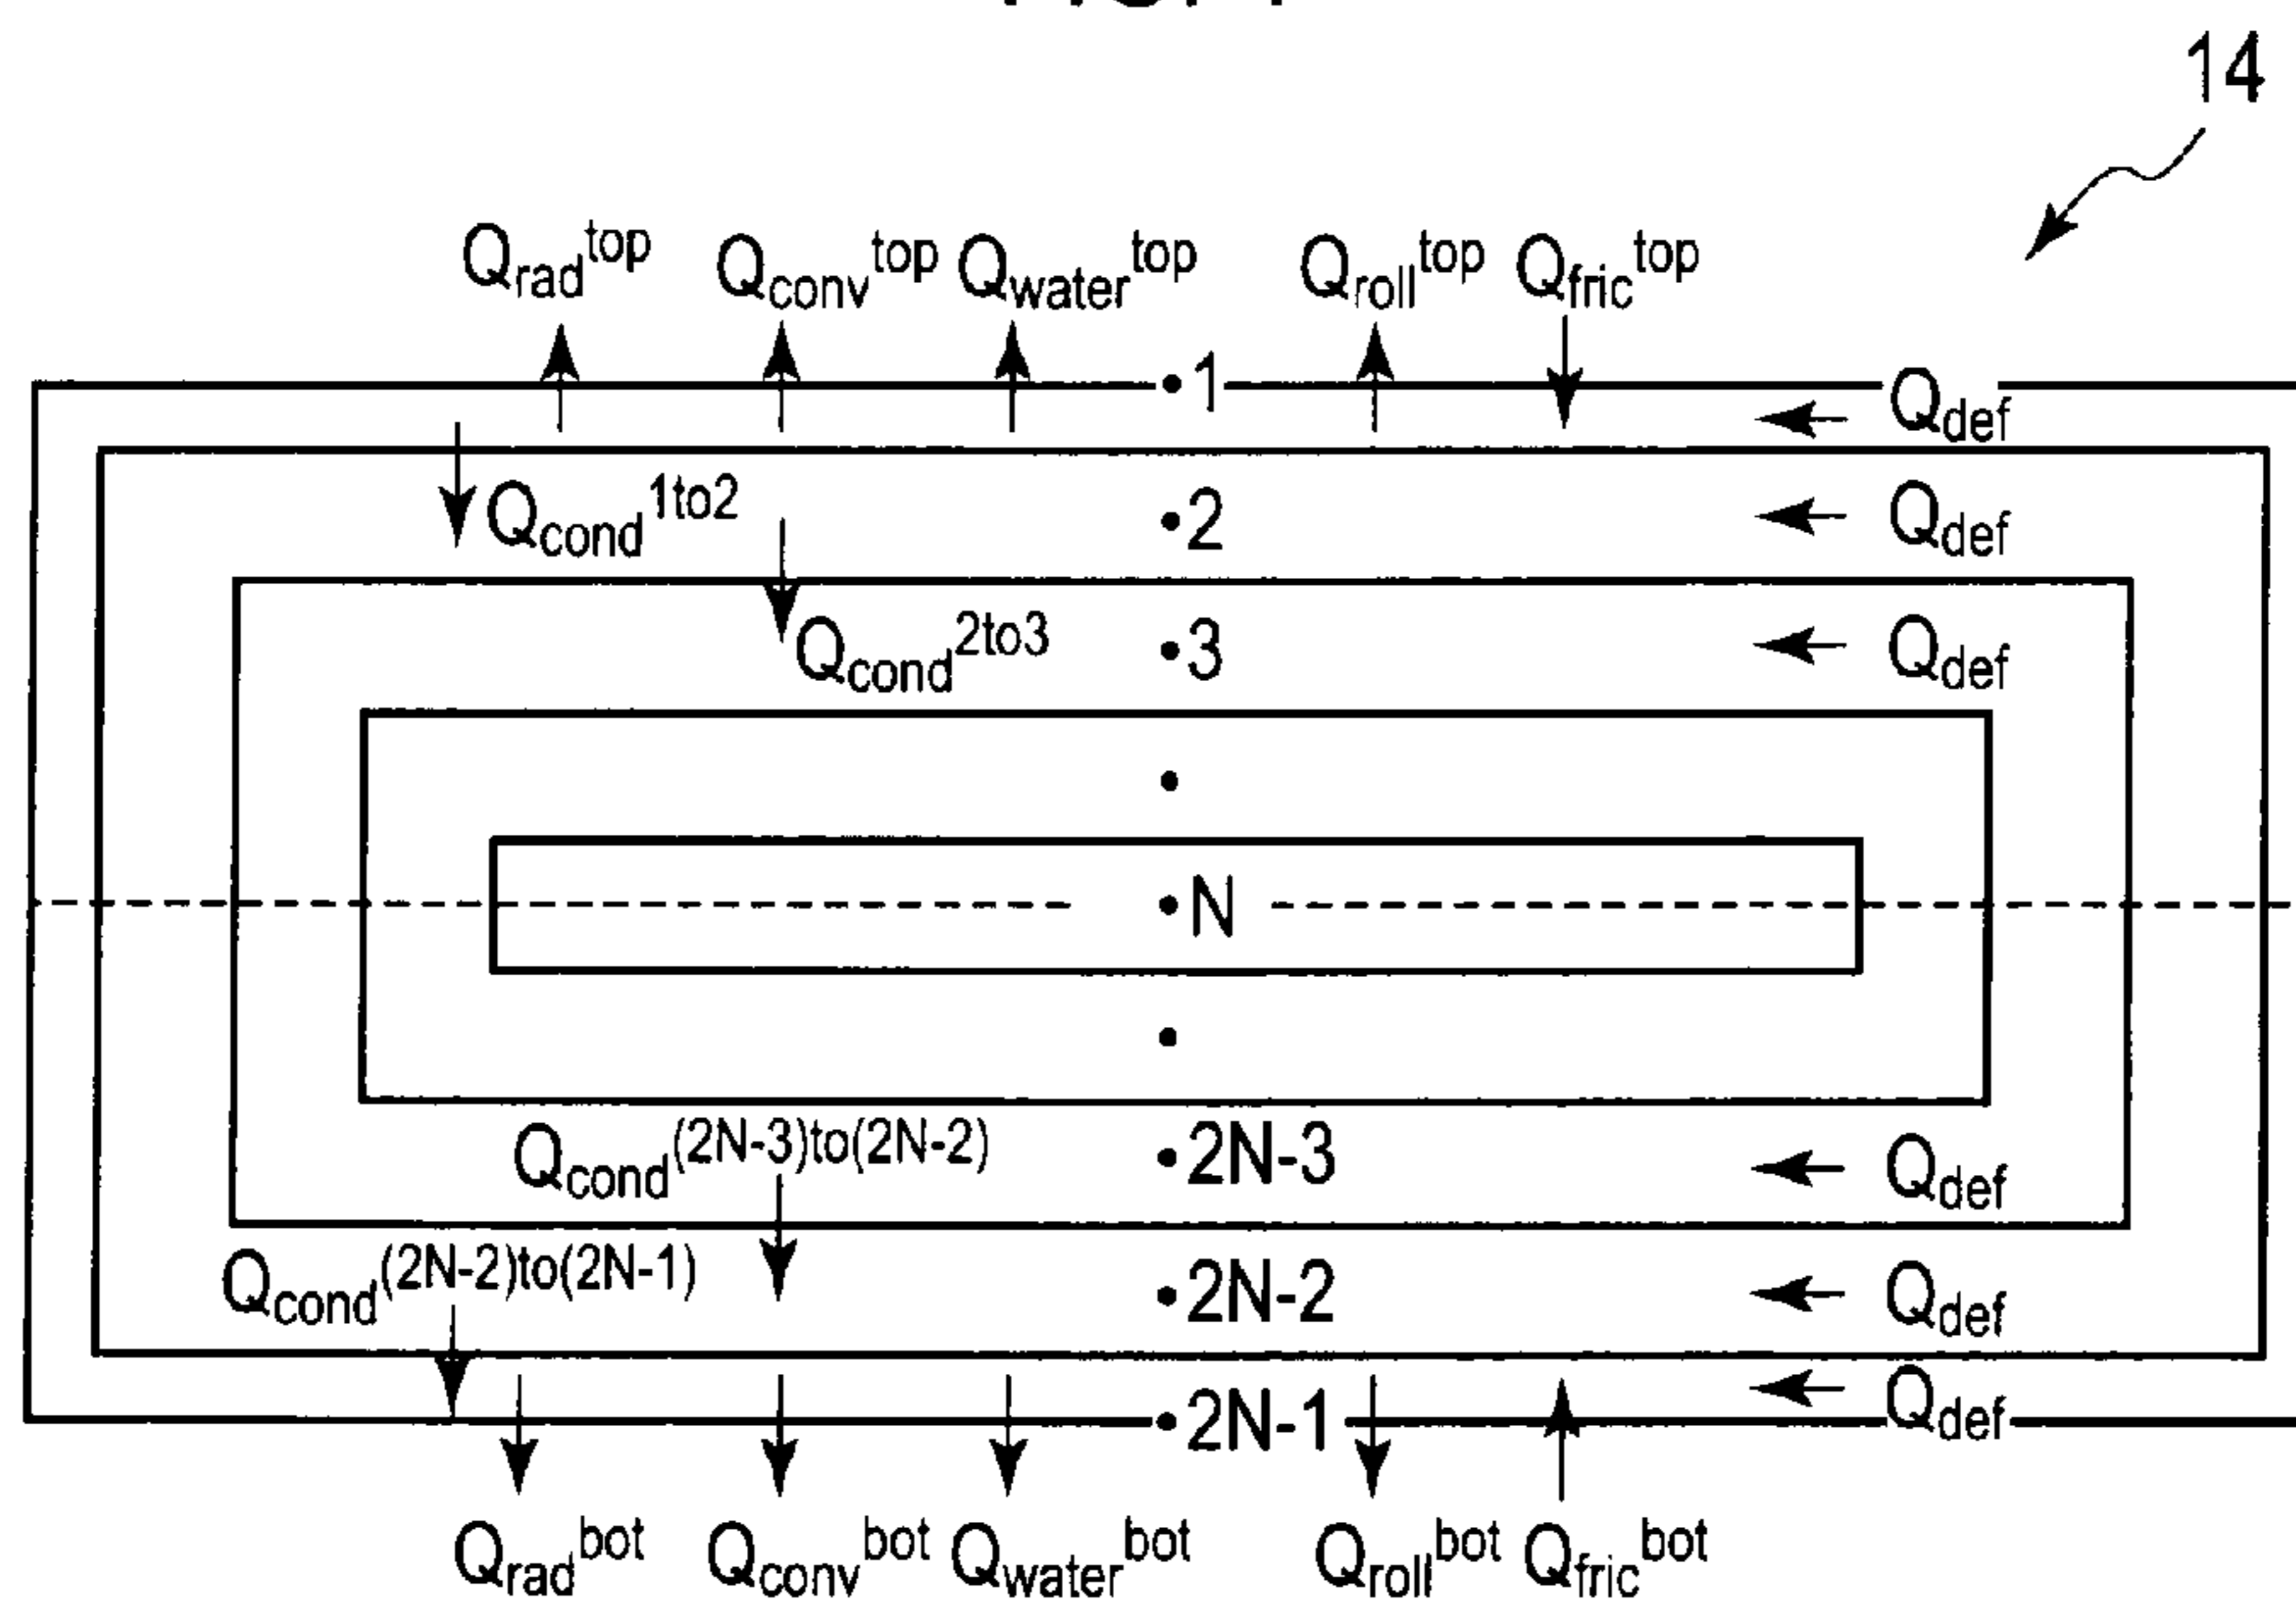 14
Q_rad^top Q_conv^top Q_water^top Q_roll^top Q_fric^top
•1 Q_def
Q_cond^1to2 •2 Q_def
Q_cond^2to3 •3 Q_def
•
•N
•
Q_cond^(2N-3)to(2N-2) •2N-3 Q_def
Q_cond^(2N-2)to(2N-1) •2N-2 Q_def
•2N-1 Q_def
Q_rad^bot Q_conv^bot Q_water^bot Q_roll^bot Q_fric^bot